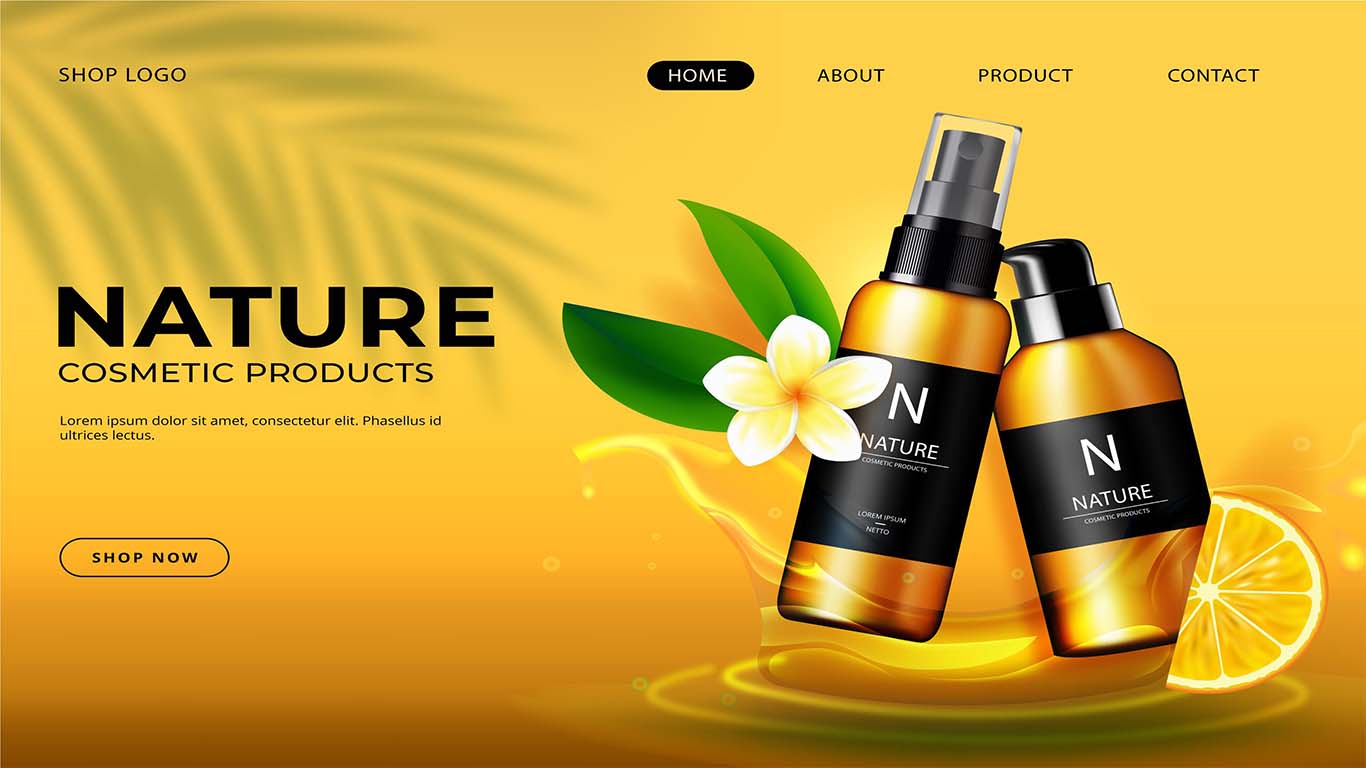 SHOP LOGO
HOME
ABOUT
PRODUCT
CONTACT
NATURE
COSMETIC PRODUCTS
Lorem ipsum dolor sit amet, consectetur elit. Phasellus id
ultrices lectus.
SHOP NOW
N
NATURE
COSMETIC PRODUCTS
LOREM IPSUM
NETTO
N
NATURE
COSMETIC PRODUCTS